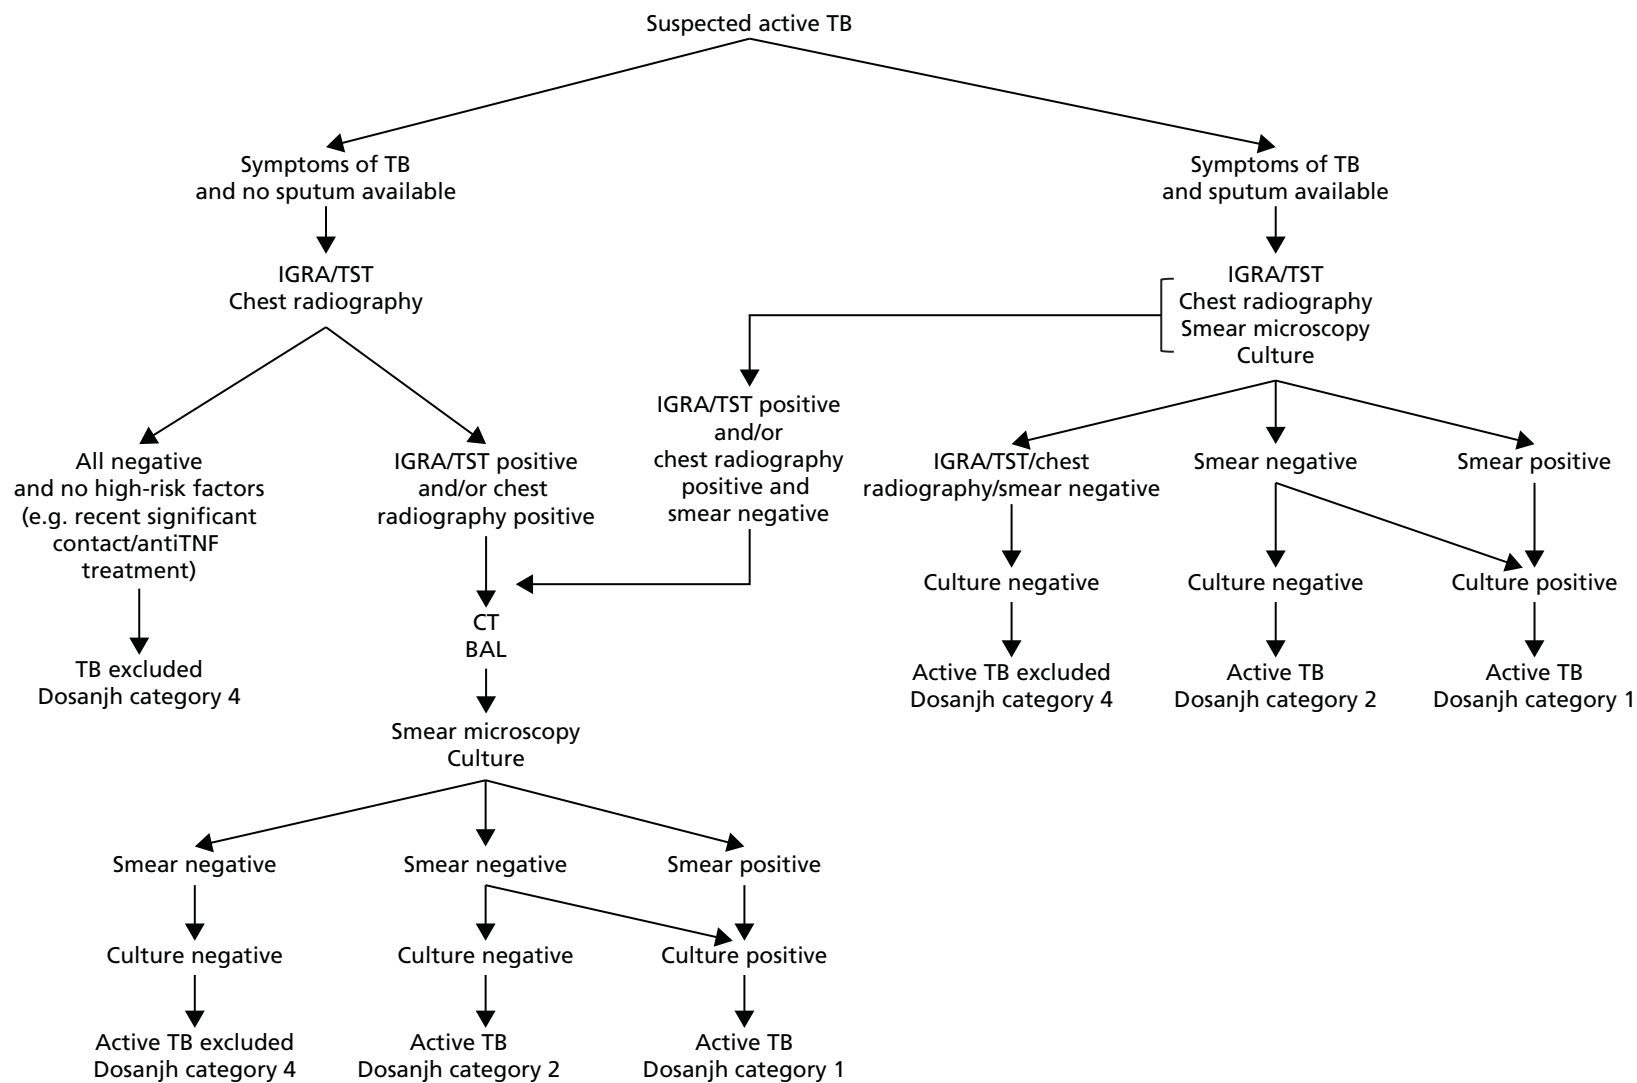 Suspected active TB
Symptoms of TB
and no sputum available
Symptoms of TB
and sputum available
IGRA/TST
Chest radiography
IGRA/TST
Chest radiography
Smear microscopy
Culture
All negative
and no high-risk factors
(e.g. recent significant
contact/antiTNF
treatment)
IGRA/TST positive
and/or chest
radiography positive
IGRA/TST positive
and/or
chest radiography
positive and
smear negative
IGRA/TST/chest
radiography/smear negative
Smear negative
Smear positive
Culture negative
Culture negative
Culture positive
TB excluded
Dosanjh category 4
CT
BAL
Active TB excluded
Dosanjh category 4
Active TB
Dosanjh category 2
Active TB
Dosanjh category 1
Smear microscopy
Culture
Smear negative
Smear negative
Smear positive
Culture negative
Culture negative
Culture positive
Active TB excluded
Dosanjh category 4
Active TB
Dosanjh category 2
Active TB
Dosanjh category 1